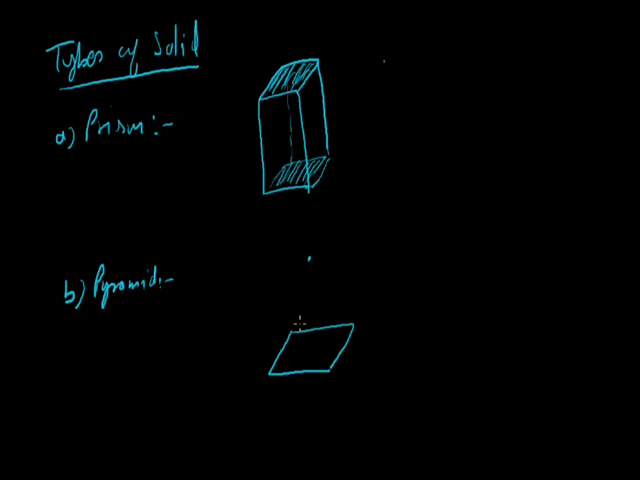 Types of Solid
a) Prism :-
b) Pyramid :-